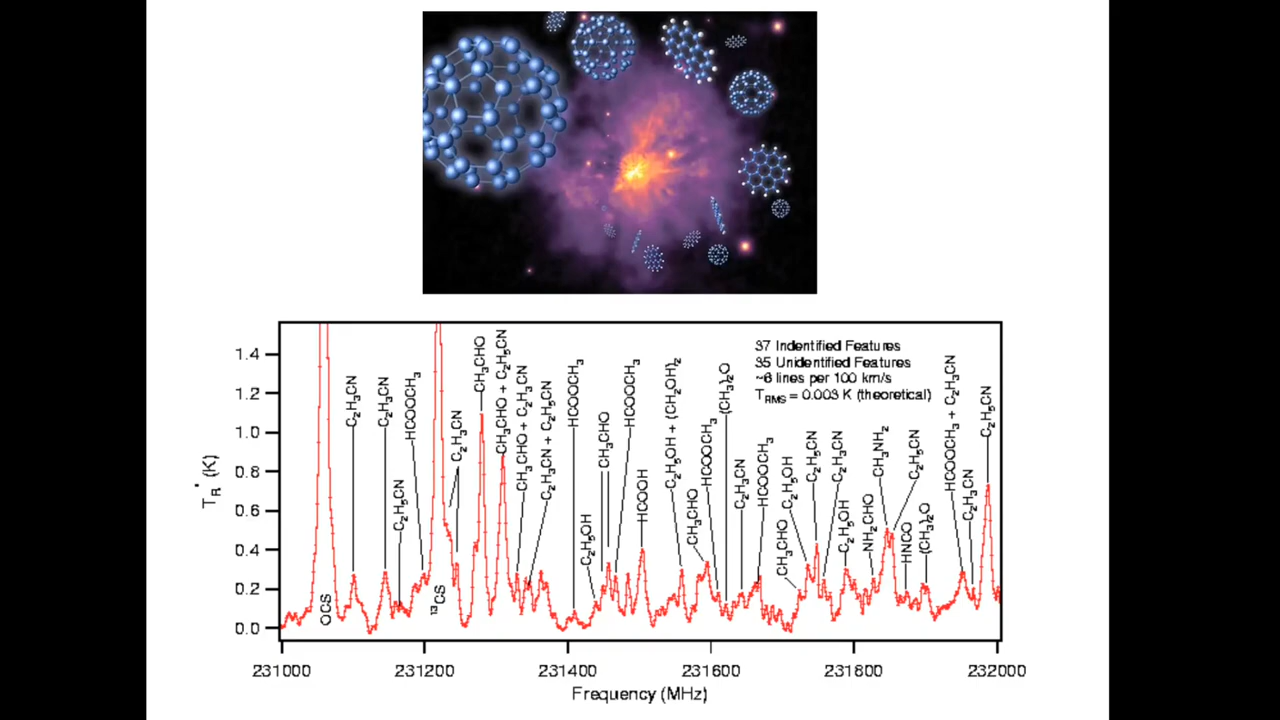 37 Indentified Features
35 Unidentified Features
~6 lines per 100 km/s
T_RMS = 0.003 K (theoretical)
1.4
1.2
1.0
0.8
0.6
0.4
0.2
0.0
T_R* (K)
OCS
C₂H₃CN
C₂H₃CN
C₂H₅CN
HCOOCH₃
¹³CS
C₂H₃CN
CH₃CHO
CH₃CHO + C₂H₅CN
CH₃CHO + C₂H₃CN
C₂H₃CN + C₂H₅CN
HCOOCH₃
C₂H₅OH
CH₃CHO
HCOOCH₃
HCOOH
C₂H₅OH + (CH₂OH)₂
CH₃CHO
HCOOCH₃
(CH₃)₂O
C₂H₃CN
HCOOCH₃
CH₃CHO
C₂H₅OH
C₂H₅CN
C₂H₃CN
C₂H₅OH
NH₂CHO
CH₃NH₂
C₂H₅CN
HNCO
(CH₃)₂O
HCOOCH₃ + C₂H₃CN
C₂H₃CN
C₂H₅CN
231000
231200
231400
231600
231800
232000
Frequency (MHz)